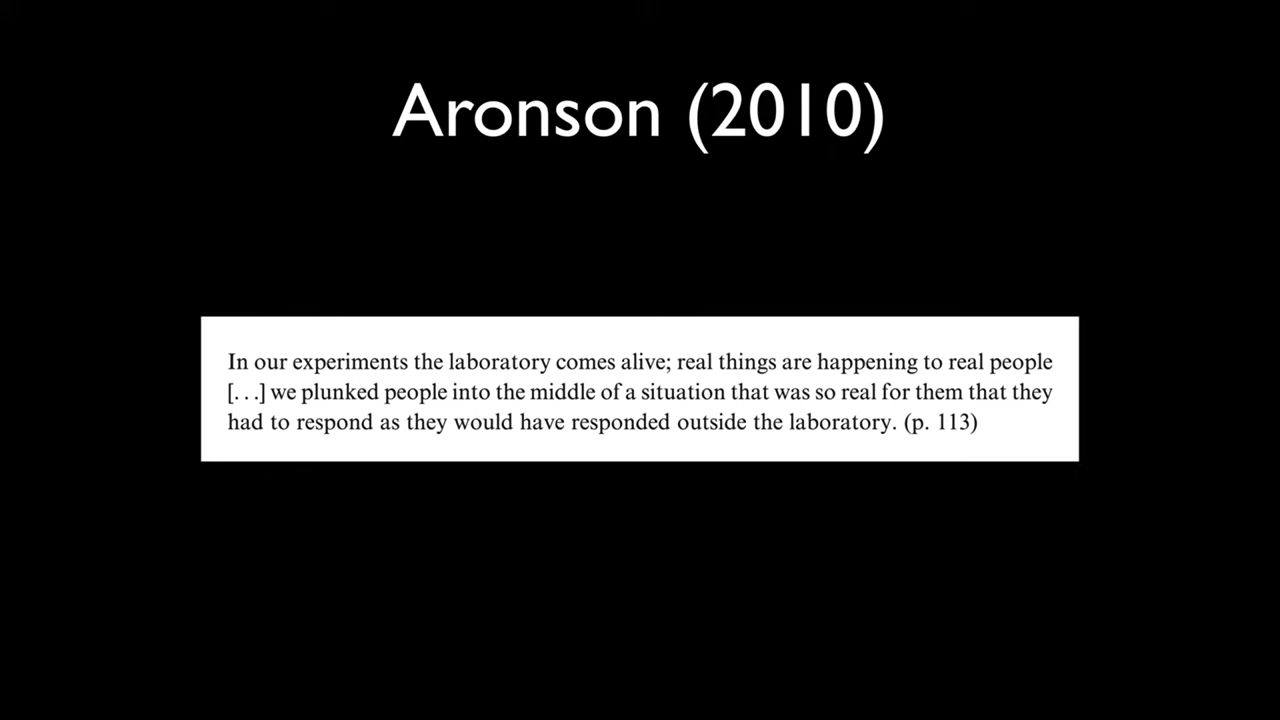 Aronson (2010)
In our experiments the laboratory comes alive; real things are happening to real people
[. . .] we plunked people into the middle of a situation that was so real for them that they
had to respond as they would have responded outside the laboratory. (p. 113)